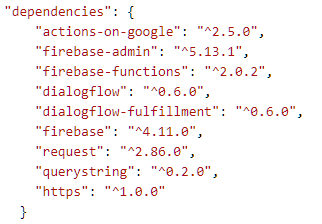 "dependencies": {
"actions-on-google": "^2.5.0",
"firebase-admin": "^5.13.1",
"firebase-functions": "^2.0.2",
"dialogflow": "^0.6.0",
"dialogflow-fulfillment": "^0.6.0",
"firebase": "^4.11.0",
"request": "^2.86.0",
"querystring": "^0.2.0",
"https": "^1.0.0"
}